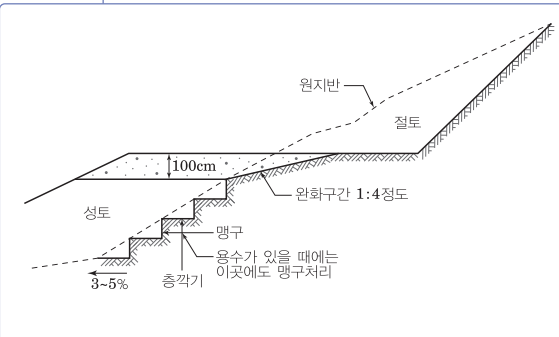 원지반
절토
100cm
완화구간 1:4정도
성토
맹구
용수가 있을 때에는
이곳에도 맹구처리
층깍기
3~5%